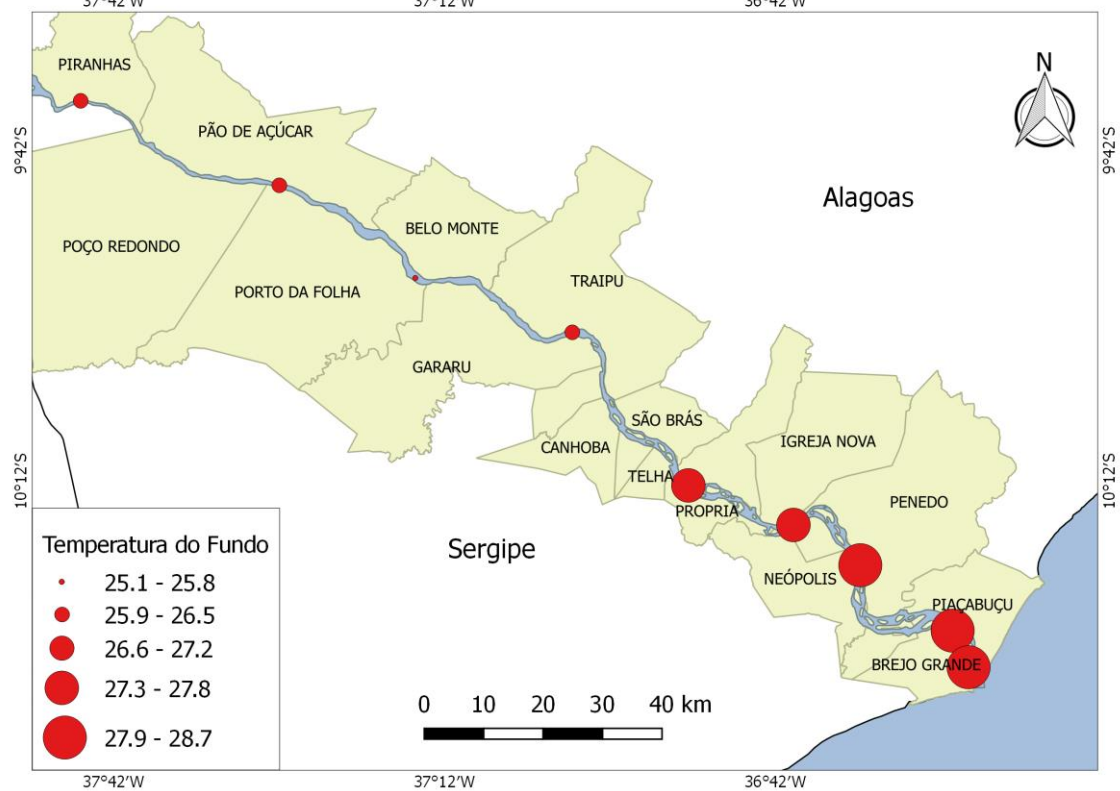 37°42'W 37°12'W 36°42'W
N
PIRANHAS
PÃO DE AÇÚCAR
9°42'S 9°42'S
Alagoas
BELO MONTE
POÇO REDONDO
TRAIPU
PORTO DA FOLHA
GARARU
SÃO BRÁS
IGREJA NOVA
CANHOBA
10°12'S 10°12'S
TELHA
PENEDO
PROPRIÁ
Sergipe
NEÓPOLIS
PIAÇABUÇU
BREJO GRANDE
Temperatura do Fundo
25.1 - 25.8
25.9 - 26.5
26.6 - 27.2
27.3 - 27.8
27.9 - 28.7
0 10 20 30 40 km
37°42'W 37°12'W 36°42'W